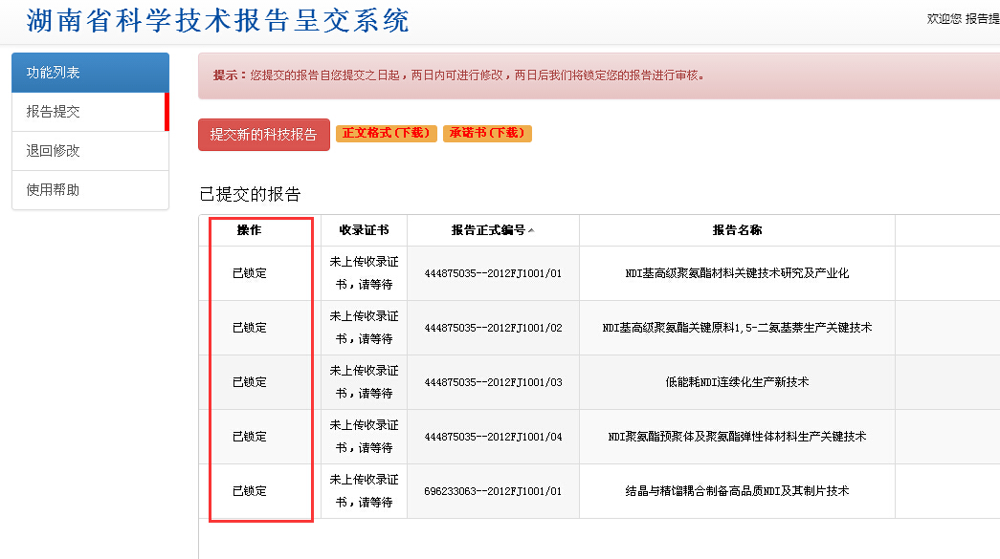 湖南省科学技术报告呈交系统
欢迎您 报告提
功能列表
报告提交
退回修改
使用帮助
提示：您提交的报告自您提交之日起，两日内可进行修改，两日后我们将锁定您的报告进行审核。
提交新的科技报告 正文格式(下载) 承诺书(下载)
已提交的报告
操作 收录证书 报告正式编号 报告名称
已锁定 未上传收录证书，请等待 444875035--2012FJ1001/01 NDI基高级聚氨酯材料关键技术研究及产业化
已锁定 未上传收录证书，请等待 444875035--2012FJ1001/02 NDI基高级聚氨酯关键原料1,5-二氨基萘生产关键技术
已锁定 未上传收录证书，请等待 444875035--2012FJ1001/03 低能耗NDI连续化生产新技术
已锁定 未上传收录证书，请等待 444875035--2012FJ1001/04 NDI聚氨酯预聚体及聚氨酯弹性体材料生产关键技术
已锁定 未上传收录证书，请等待 696233063--2012FJ1001/01 结晶与精馏耦合制备高品质NDI及其制片技术